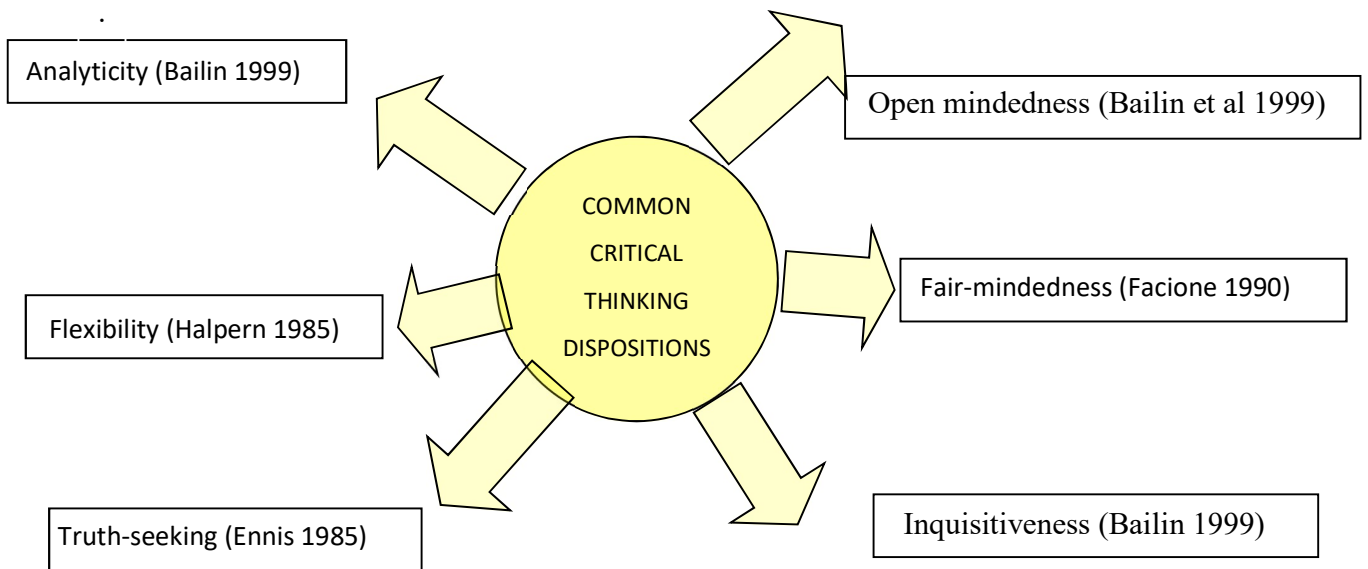 .
Analyticity (Bailin 1999)
Open mindedness (Bailin et al 1999)
COMMON
CRITICAL
THINKING
DISPOSITIONS
Flexibility (Halpern 1985)
Fair-mindedness (Facione 1990)
Truth-seeking (Ennis 1985)
Inquisitiveness (Bailin 1999)